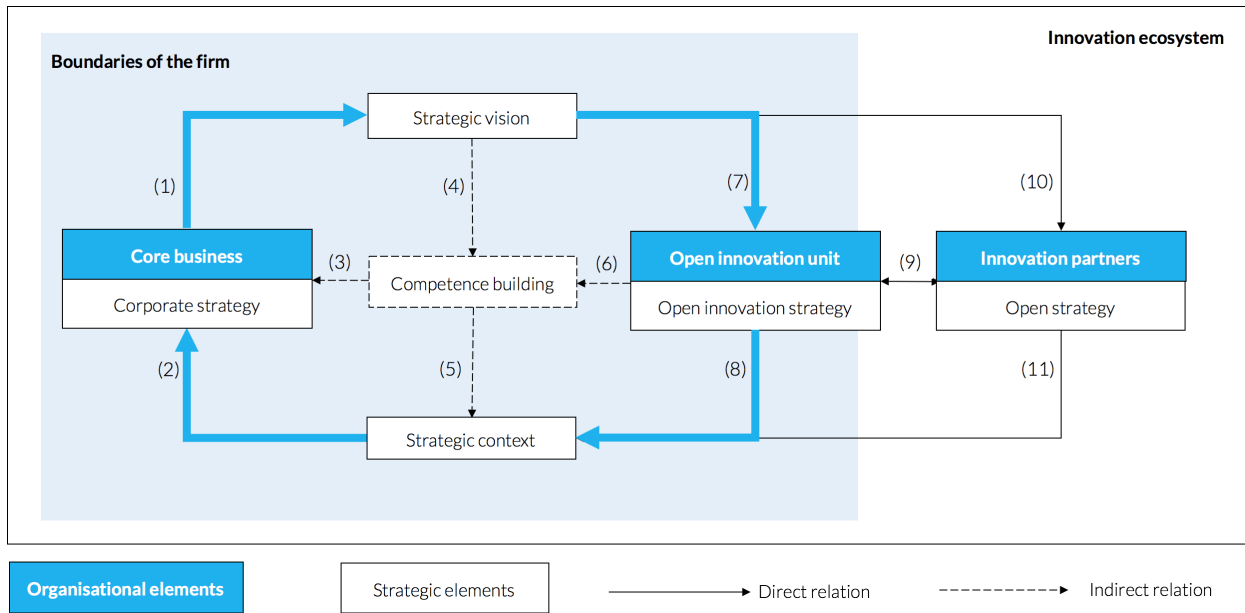 Innovation ecosystem
Boundaries of the firm
Strategic vision
(1)
(4)
(7)
(10)
Core business
Corporate strategy
(3)
Competence building
(6)
Open innovation unit
Open innovation strategy
(9)
Innovation partners
Open strategy
(2)
(5)
(8)
(11)
Strategic context
Organisational elements
Strategic elements
Direct relation
Indirect relation